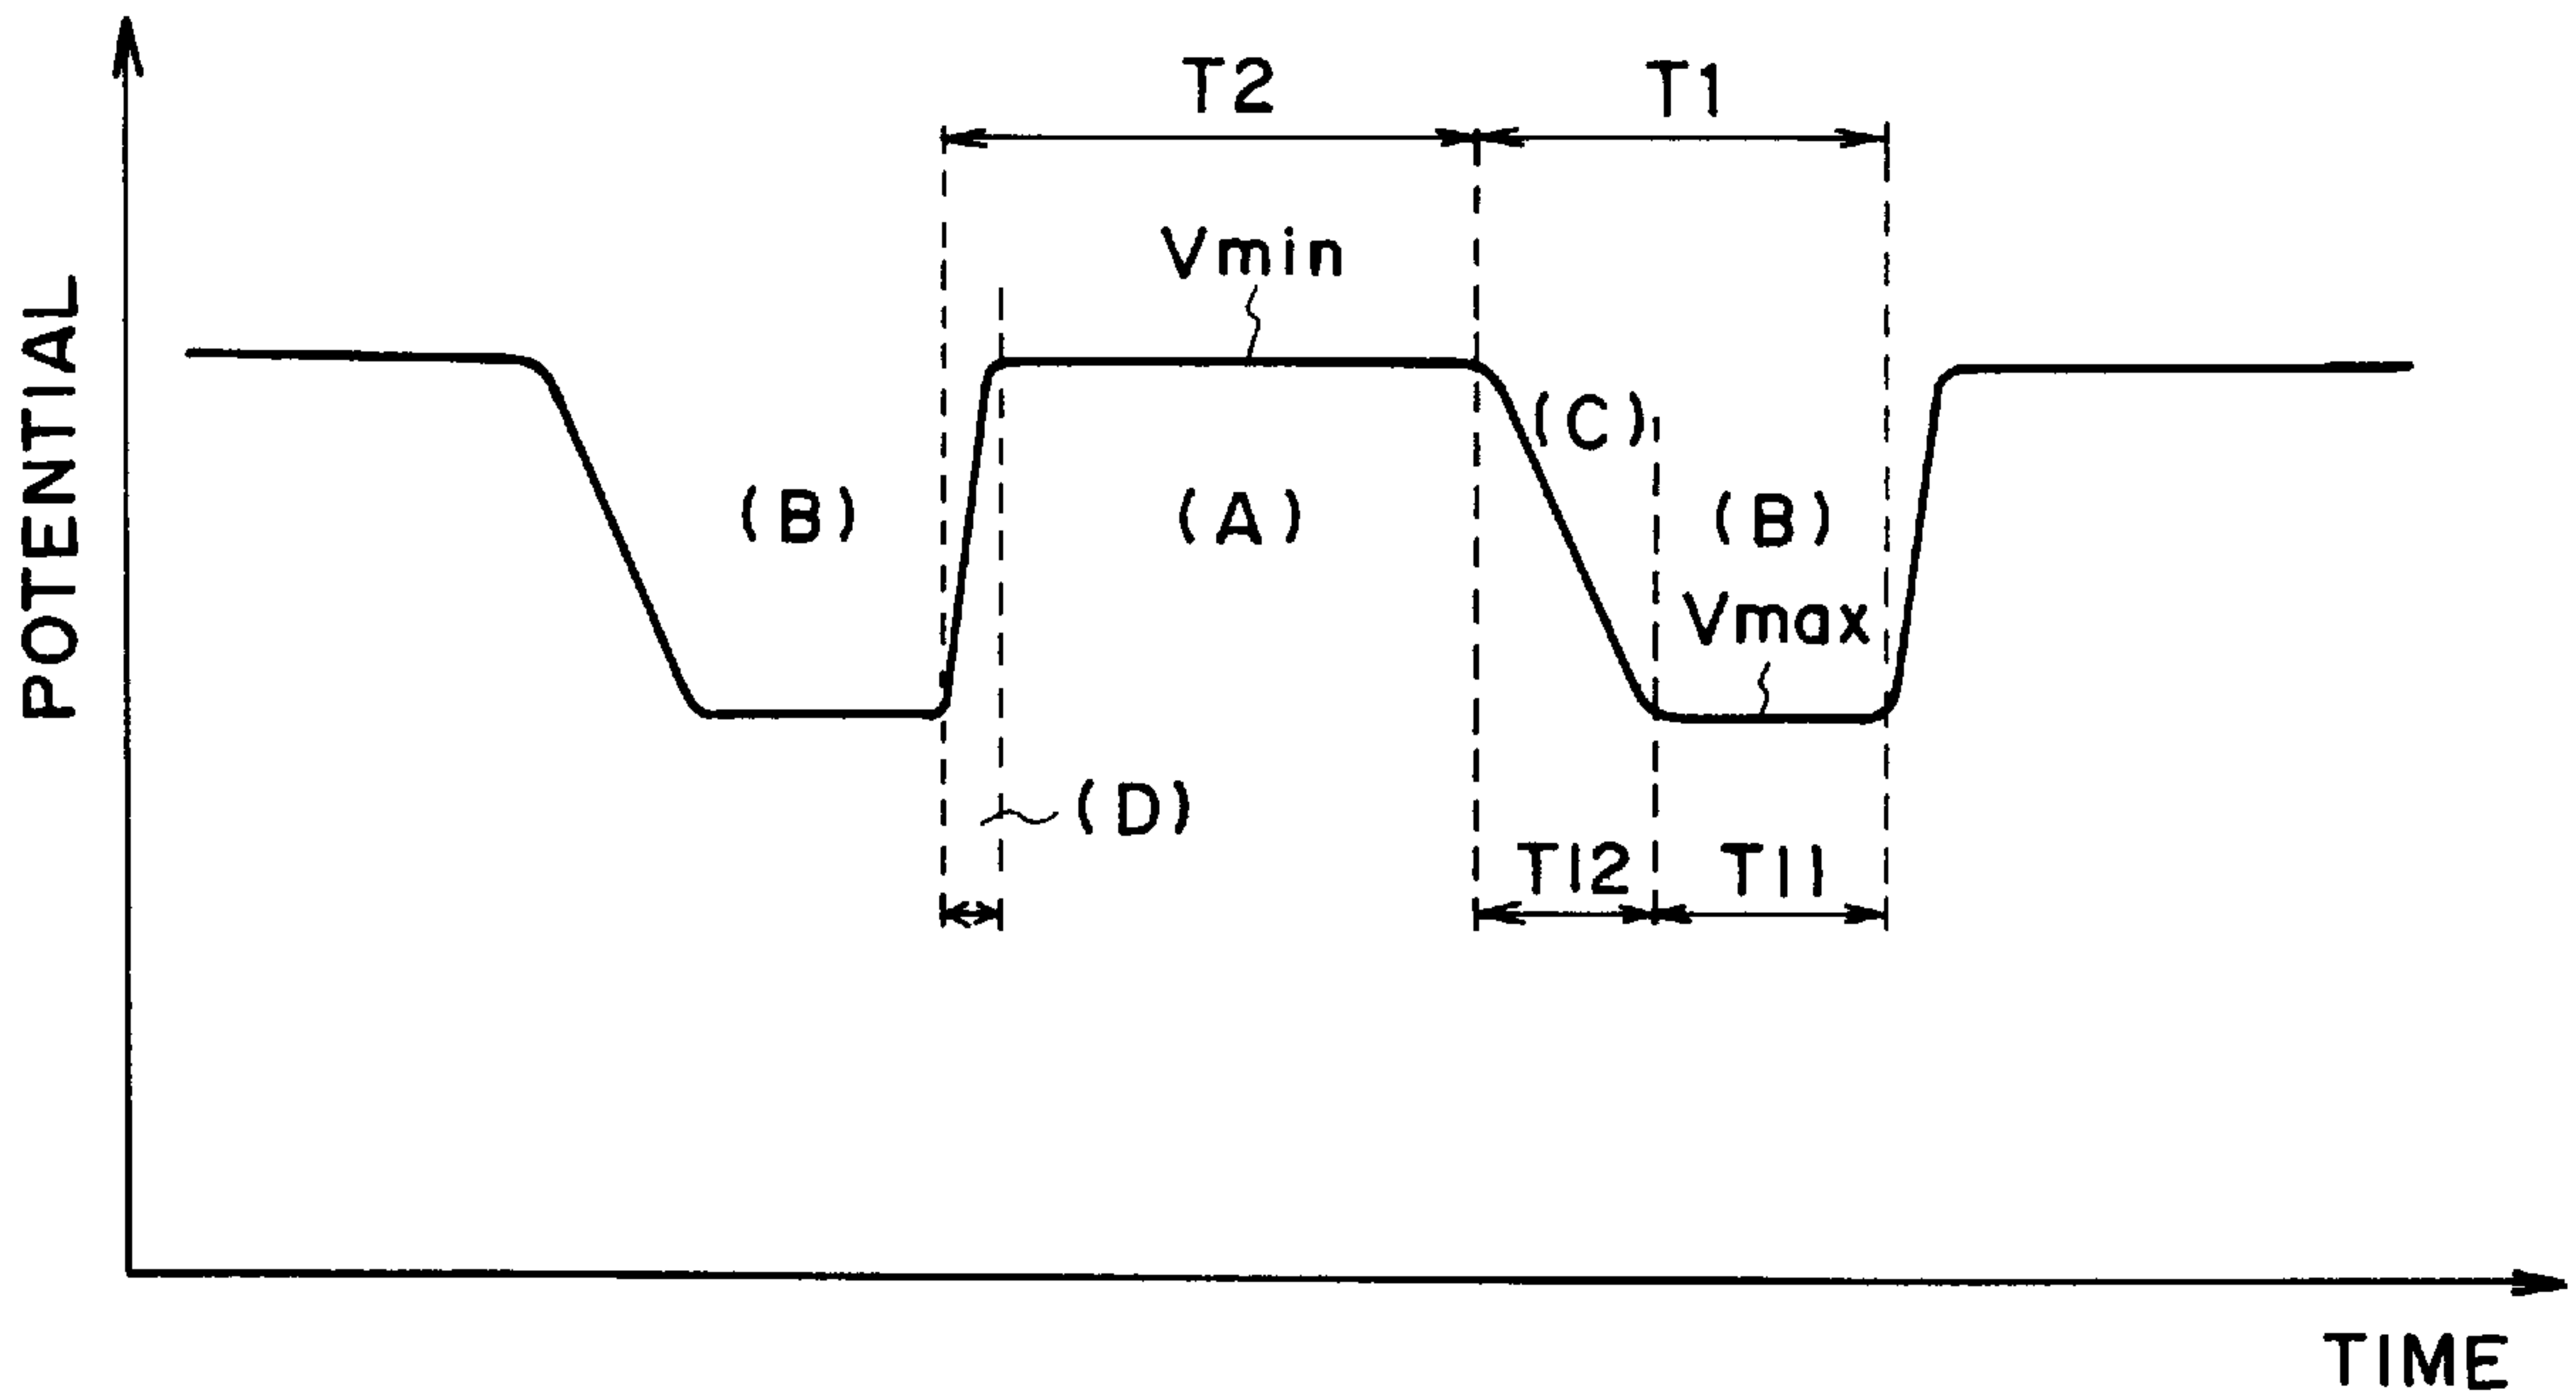 T2
T1
Vmin
POTENTIAL
(C)
(B)
(A)
(B)
Vmax
(D)
T12
T11
TIME